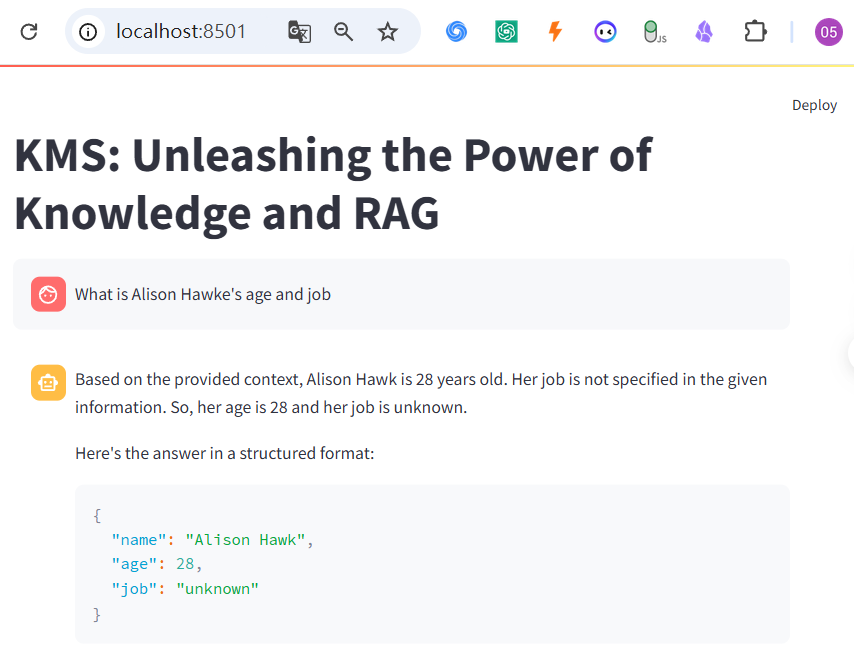 localhost:8501
JS
05
Deploy
KMS: Unleashing the Power of
Knowledge and RAG
What is Alison Hawke's age and job
Based on the provided context, Alison Hawk is 28 years old. Her job is not specified in the given
information. So, her age is 28 and her job is unknown.
Here's the answer in a structured format:
{
"name": "Alison Hawk",
"age": 28,
"job": "unknown"
}